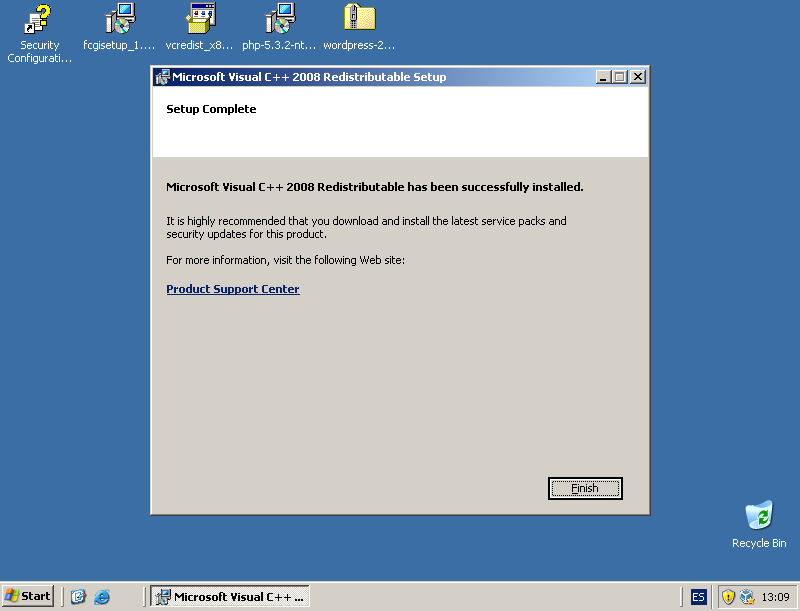 Security
Configurati...
fcgisetup_1....
vcredist_x8...
php-5.3.2-nt...
wordpress-2...
Microsoft Visual C++ 2008 Redistributable Setup
Setup Complete
Microsoft Visual C++ 2008 Redistributable has been successfully installed.
It is highly recommended that you download and install the latest service packs and
security updates for this product.
For more information, visit the following Web site:
Product Support Center
Finish
Recycle Bin
Start
Microsoft Visual C++ ...
ES
13:09